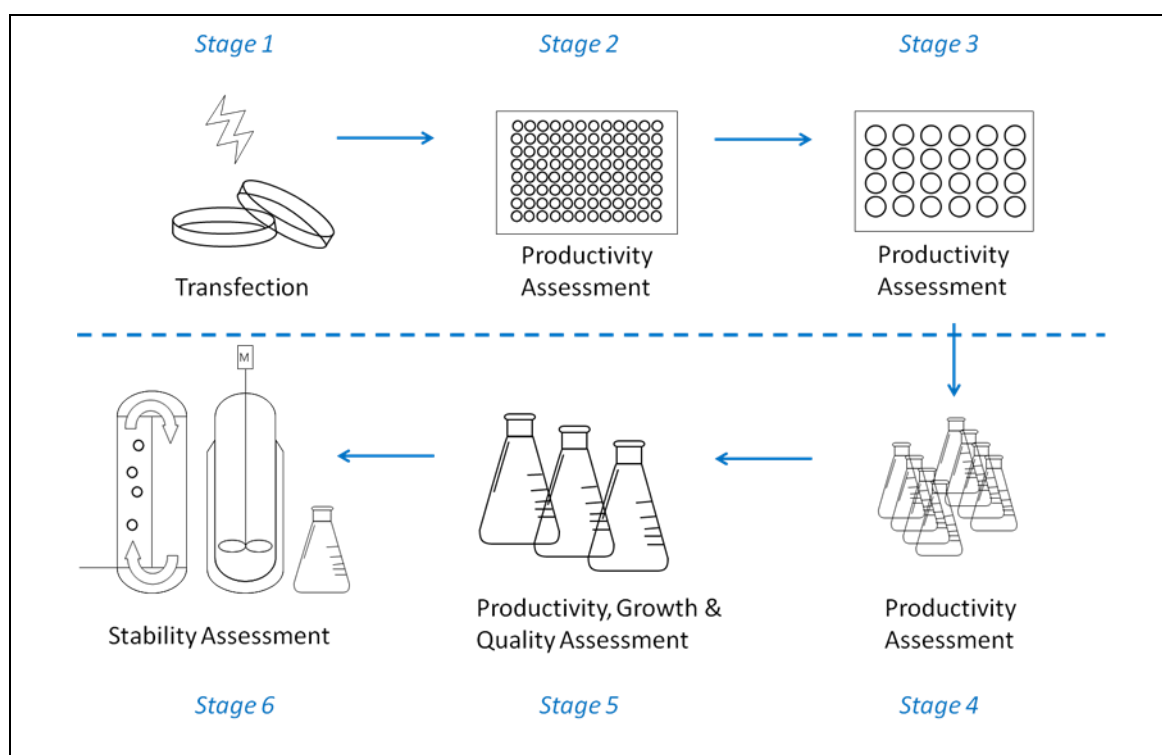 Stage 1
Stage 2
Stage 3
Transfection
Productivity
Assessment
Productivity
Assessment
M
Stability Assessment
Productivity, Growth &
Quality Assessment
Productivity
Assessment
Stage 6
Stage 5
Stage 4